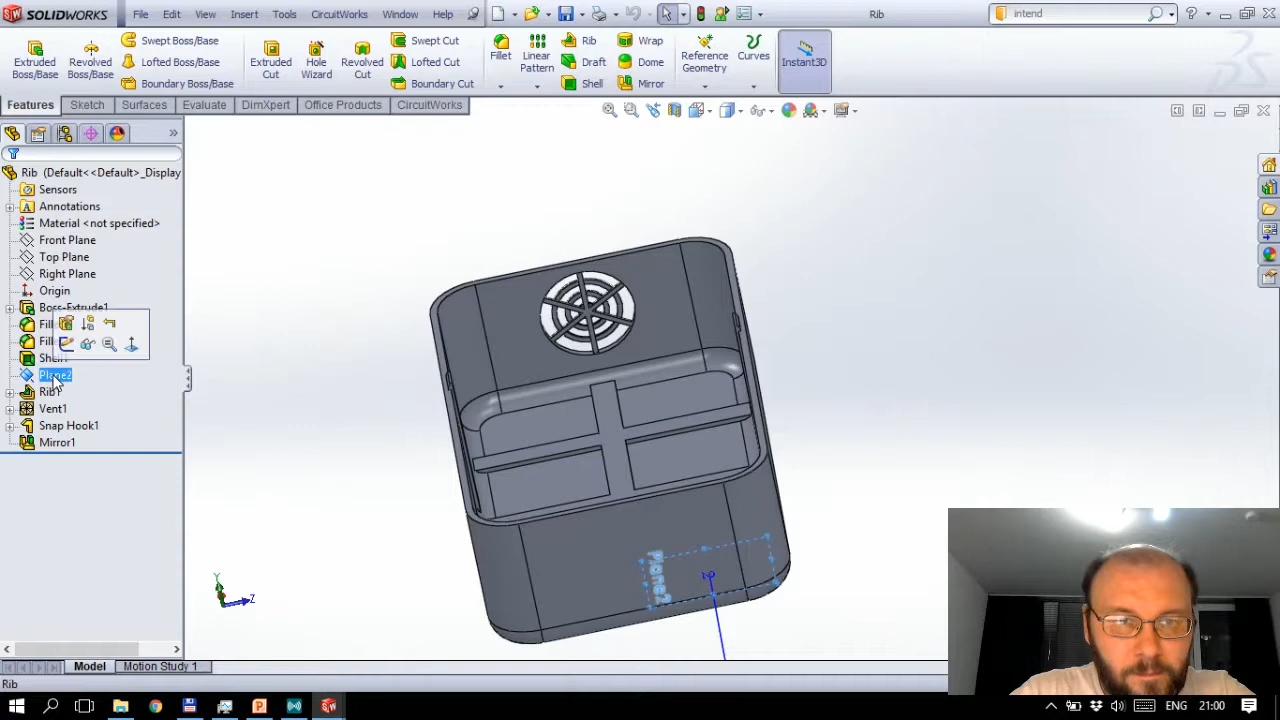 SOLIDWORKS File Edit View Insert Tools CircuitWorks Window Help Rib intend
Extruded Boss/Base
Revolved Boss/Base
Swept Boss/Base
Lofted Boss/Base
Boundary Boss/Base
Extruded Cut
Hole Wizard
Revolved Cut
Swept Cut
Lofted Cut
Boundary Cut
Fillet
Linear Pattern
Rib
Draft
Shell
Wrap
Dome
Mirror
Reference Geometry
Curves
Instant3D
Features Sketch Surfaces Evaluate DimXpert Office Products CircuitWorks
Rib (Default<<Default>_Display
Sensors
Annotations
Material <not specified>
Front Plane
Top Plane
Right Plane
Origin
Boss-Extrude1
Plane2
Rib1
Vent1
Snap Hook1
Mirror1
Plane2
Y
Z
Model Motion Study 1
Rib
ENG 21:00